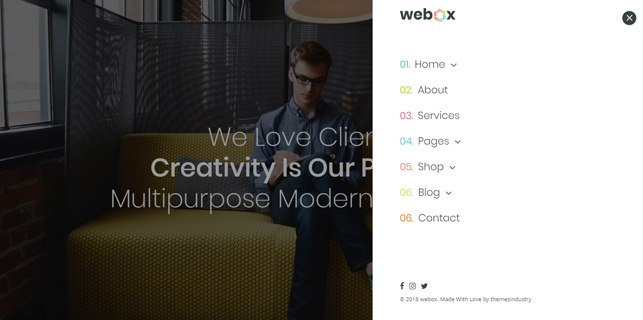 webox
01. Home
02. About
03. Services
04. Pages
05. Shop
06. Blog
06. Contact
We Love Clien
Creativity Is Our P
Multipurpose Modern
© 2018 webox. Made With Love by themesindustry